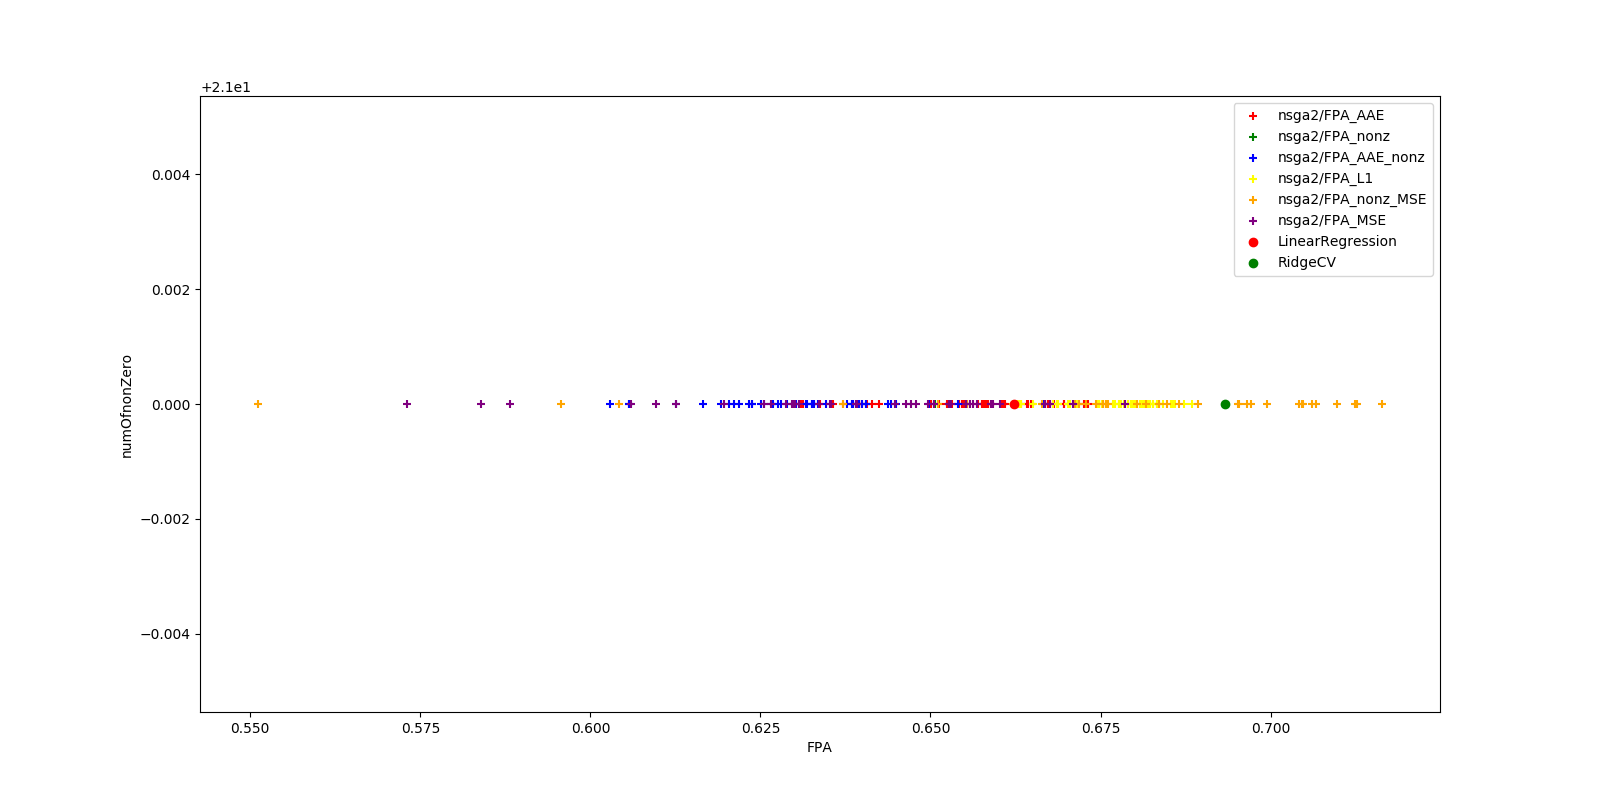 +2.1e1
nsga2/FPA_AAE
nsga2/FPA_nonz
nsga2/FPA_AAE_nonz
nsga2/FPA_L1
nsga2/FPA_nonz_MSE
nsga2/FPA_MSE
LinearRegression
RidgeCV
0.004
0.002
0.000
−0.002
−0.004
numOfnonZero
0.550 0.575 0.600 0.625 0.650 0.675 0.700
FPA